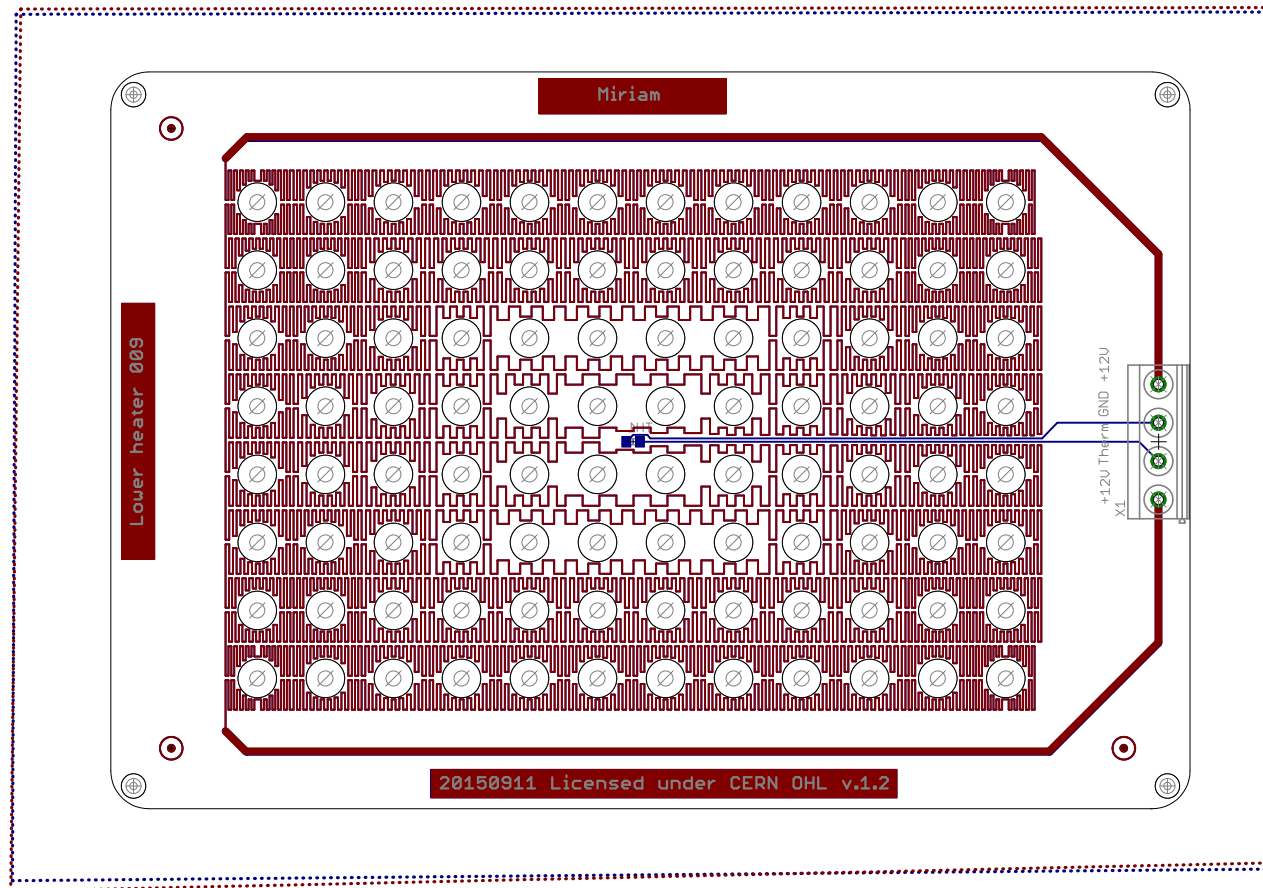 Miriam
Lower heater 009
+12V Therm GND +12V
X1
20150911 Licensed under CERN OHL v.1.2